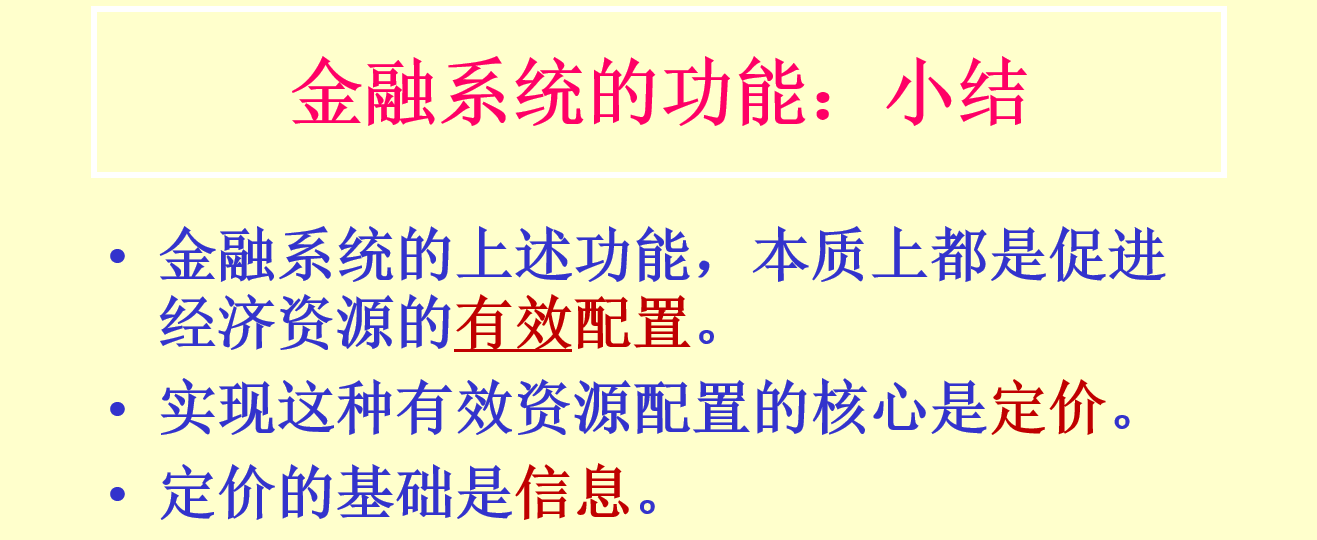 金融系统的功能：小结
• 金融系统的上述功能，本质上都是促进
经济资源的有效配置。
• 实现这种有效资源配置的核心是定价。
• 定价的基础是信息。